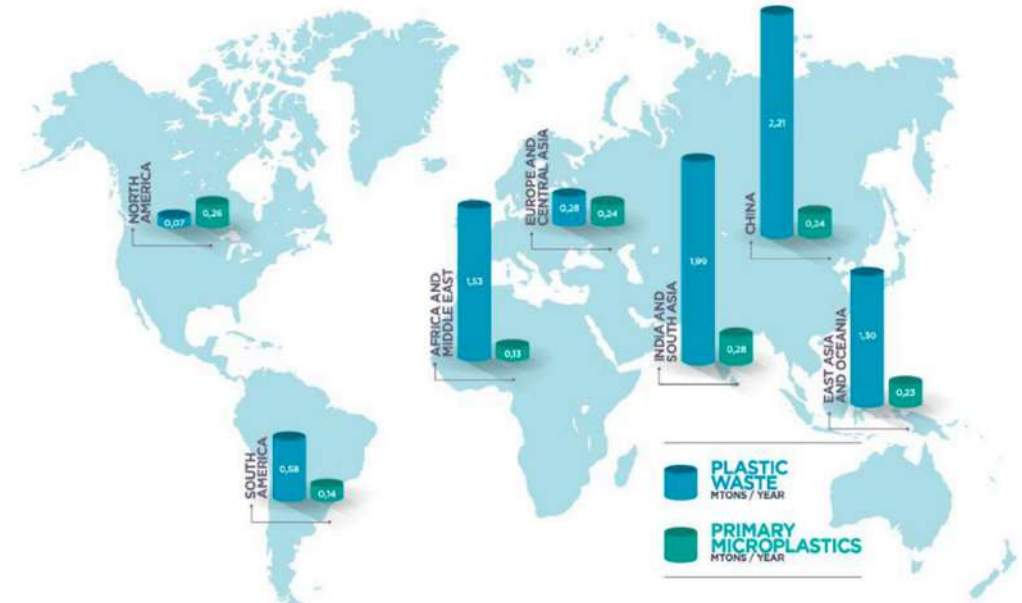 NORTH
AMERICA
0,07
0,26
SOUTH
AMERICA
0,58
0,14
AFRICA AND
MIDDLE EAST
1,53
0,13
EUROPE AND
CENTRAL ASIA
0,28
0,24
INDIA AND
SOUTH ASIA
1,99
0,28
CHINA
2,21
0,24
EAST ASIA
AND OCEANIA
1,30
0,23
PLASTIC
WASTE
MTONS / YEAR
PRIMARY
MICROPLASTICS
MTONS / YEAR